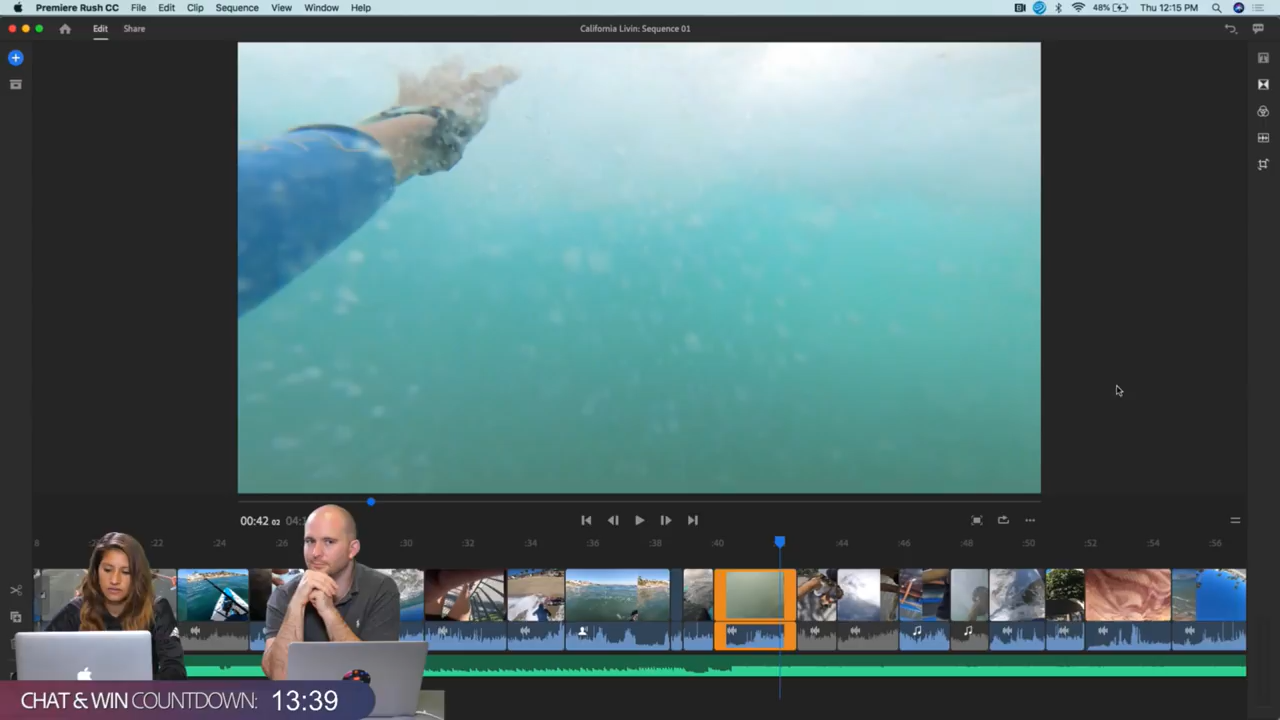 Premiere Rush CC File Edit Clip Sequence View Window Help 48% Thu 12:15 PM
Edit Share California Livin: Sequence 01
00:42 02
:22 :24 :26 :30 :32 :34 :36 :38 :40 :44 :46 :48 :50 :52 :54 :56
CHAT & WIN COUNTDOWN: 13:39